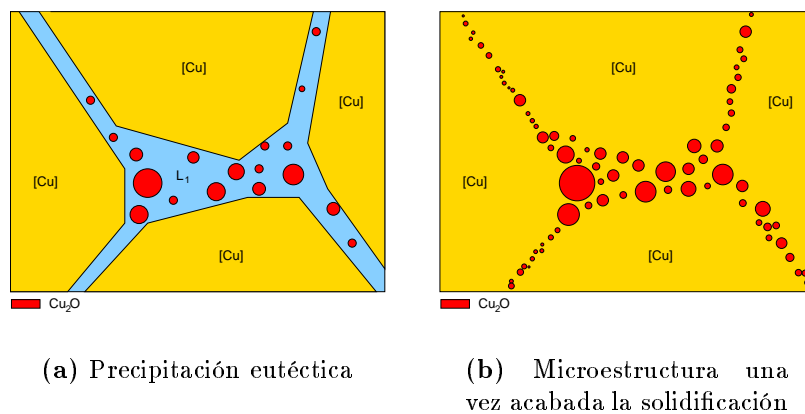 [Cu]
[Cu]
L₁
[Cu]
[Cu]
Cu₂O
(a) Precipitación eutéctica
[Cu]
[Cu]
[Cu]
[Cu]
Cu₂O
(b) Microestructura una
vez acabada la solidificación